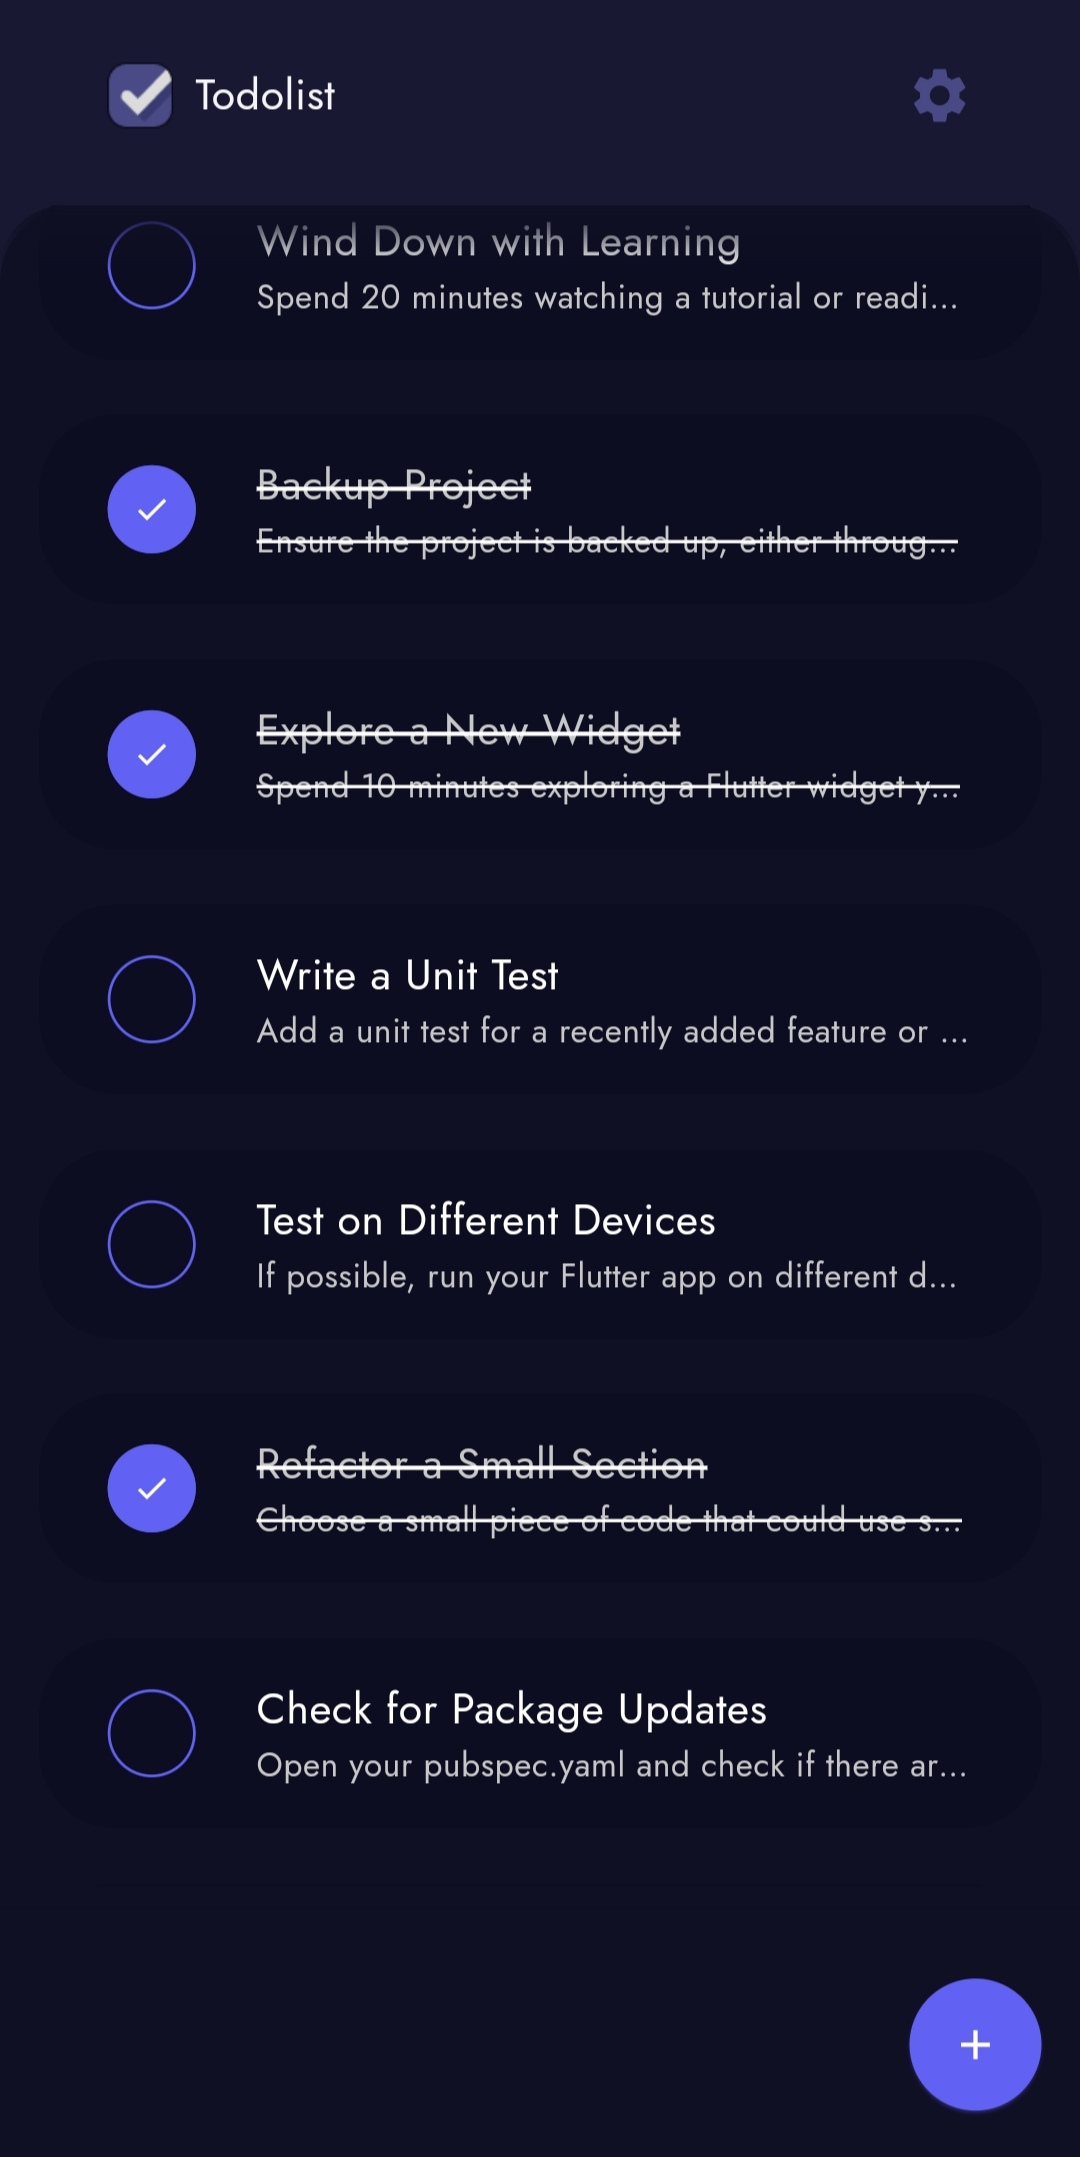 Todolist
Wind Down with Learning
Spend 20 minutes watching a tutorial or readi...
Backup Project
Ensure the project is backed up, either throug...
Explore a New Widget
Spend 10 minutes exploring a Flutter widget y...
Write a Unit Test
Add a unit test for a recently added feature or ...
Test on Different Devices
If possible, run your Flutter app on different d...
Refactor a Small Section
Choose a small piece of code that could use s...
Check for Package Updates
Open your pubspec.yaml and check if there ar...